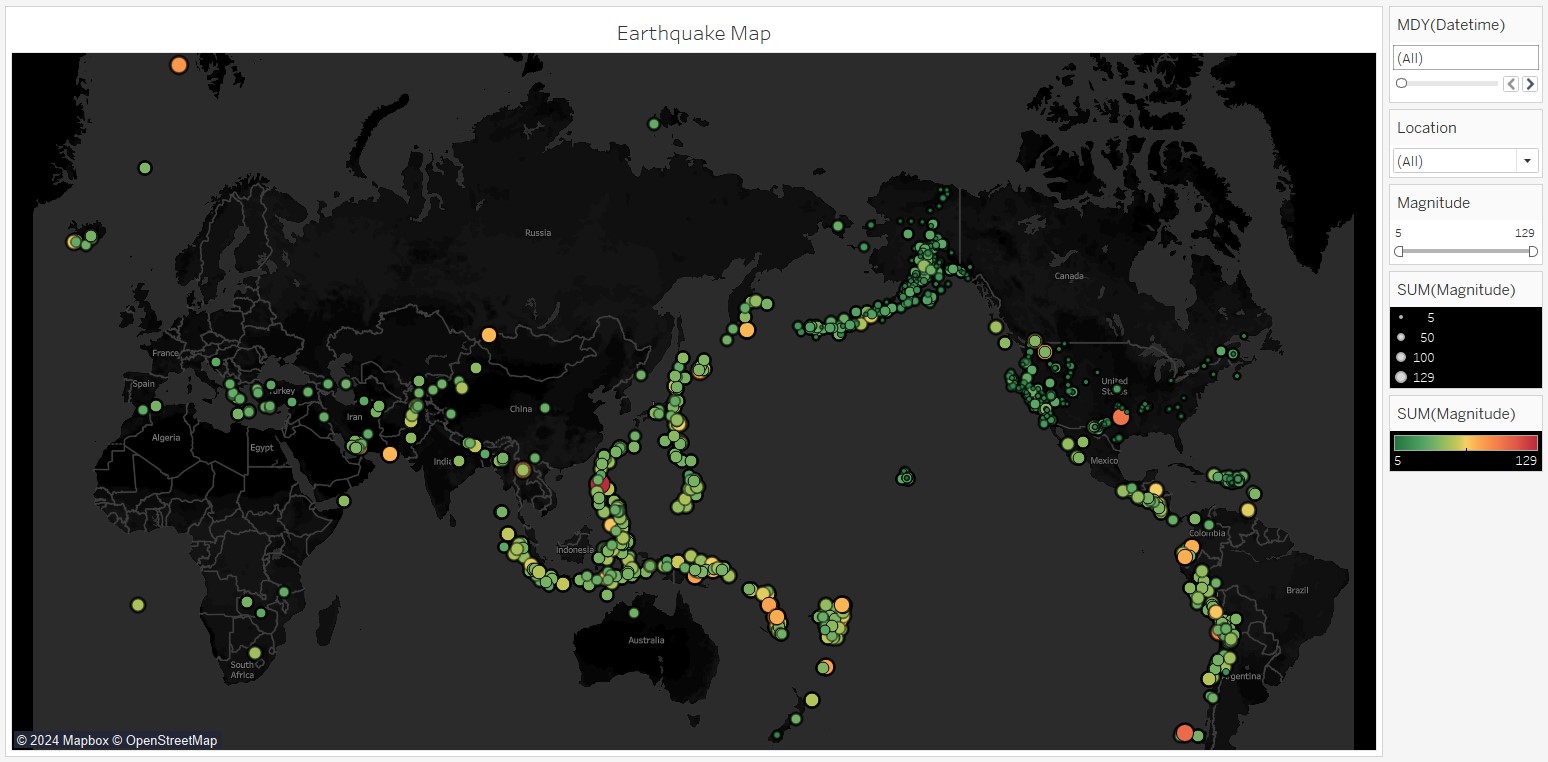 Earthquake Map
Russia
Canada
France
Spain
Turkey
United
States
Iran
China
Algeria
Egypt
India
Mexico
Colombia
Indonesia
Brazil
Australia
South
Africa
Argentina
© 2024 Mapbox © OpenStreetMap
MDY(Datetime)
(All)
Location
(All)
Magnitude
5 129
SUM(Magnitude)
5
50
100
129
SUM(Magnitude)
5 129